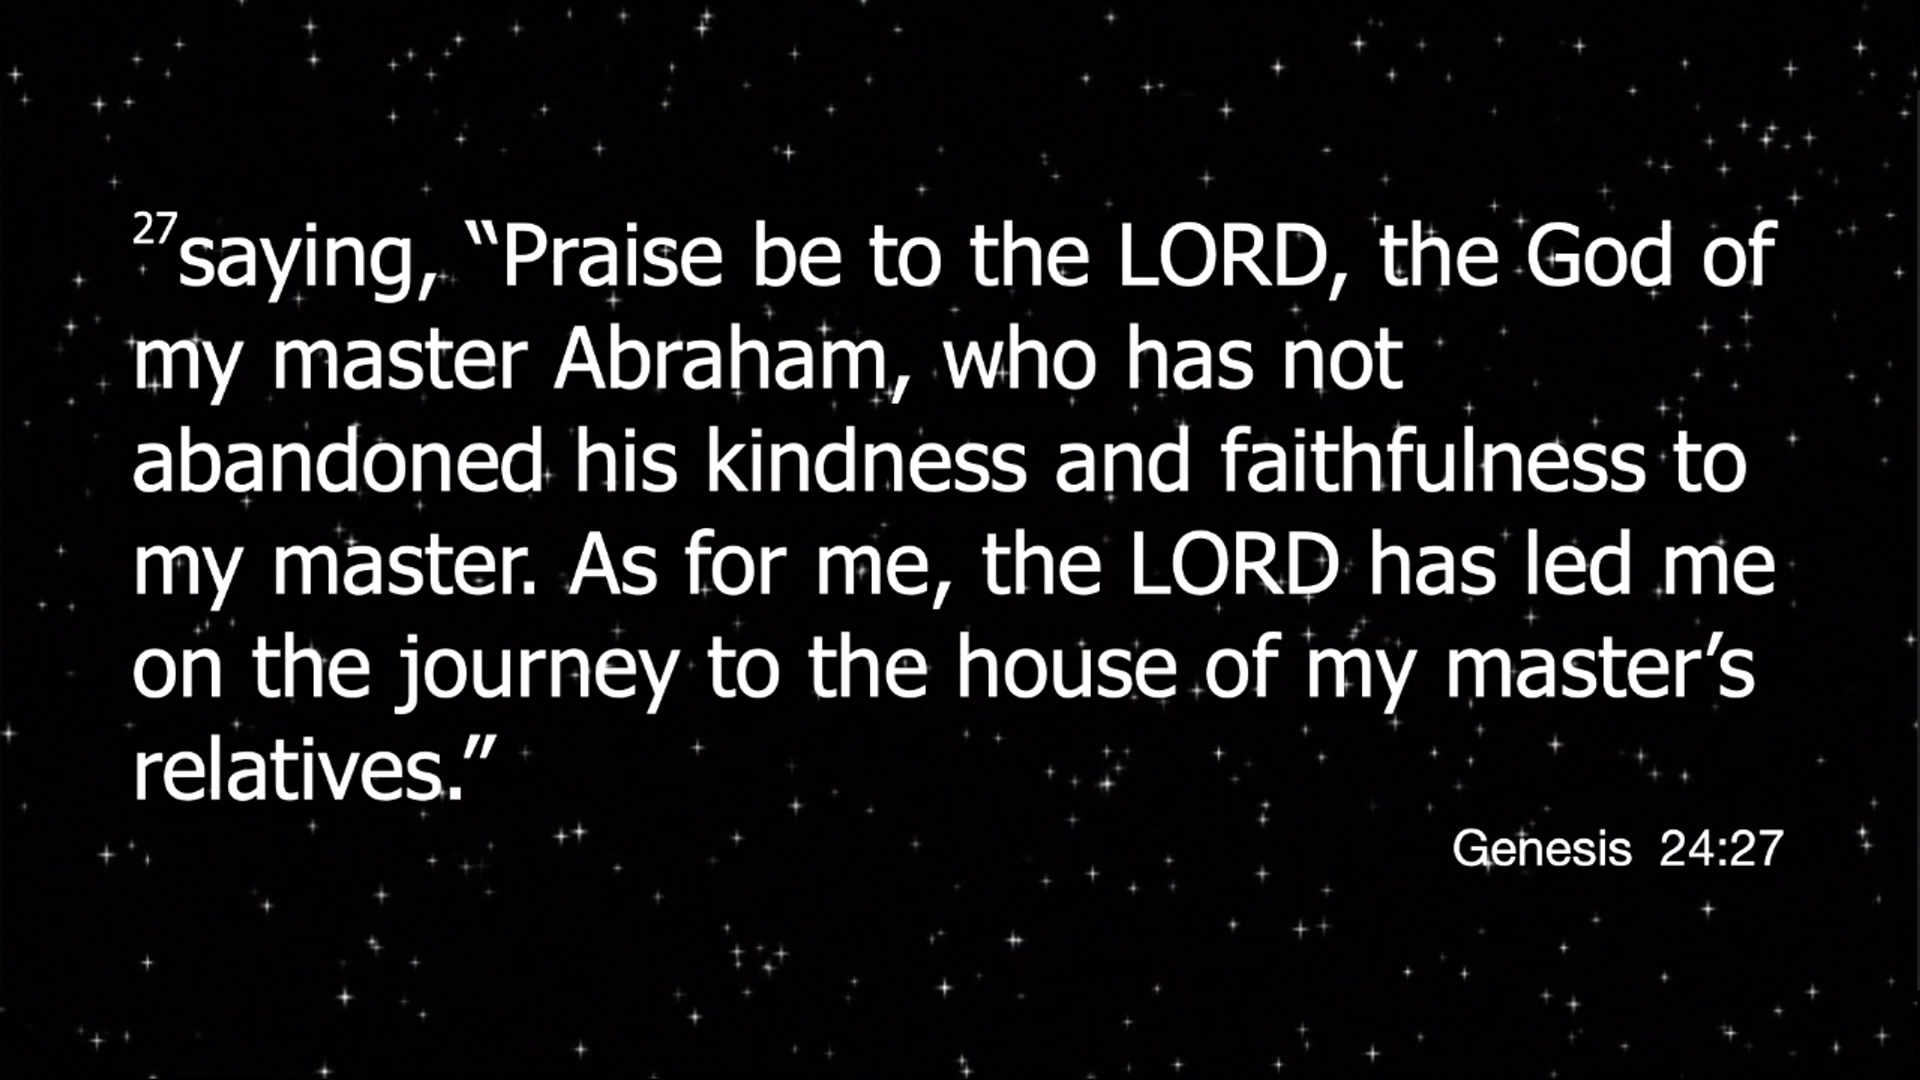 27saying, “Praise be to the LORD, the God of
my master Abraham, who has not
abandoned his kindness and faithfulness to
my master. As for me, the LORD has led me
on the journey to the house of my master’s
relatives.”
Genesis 24:27